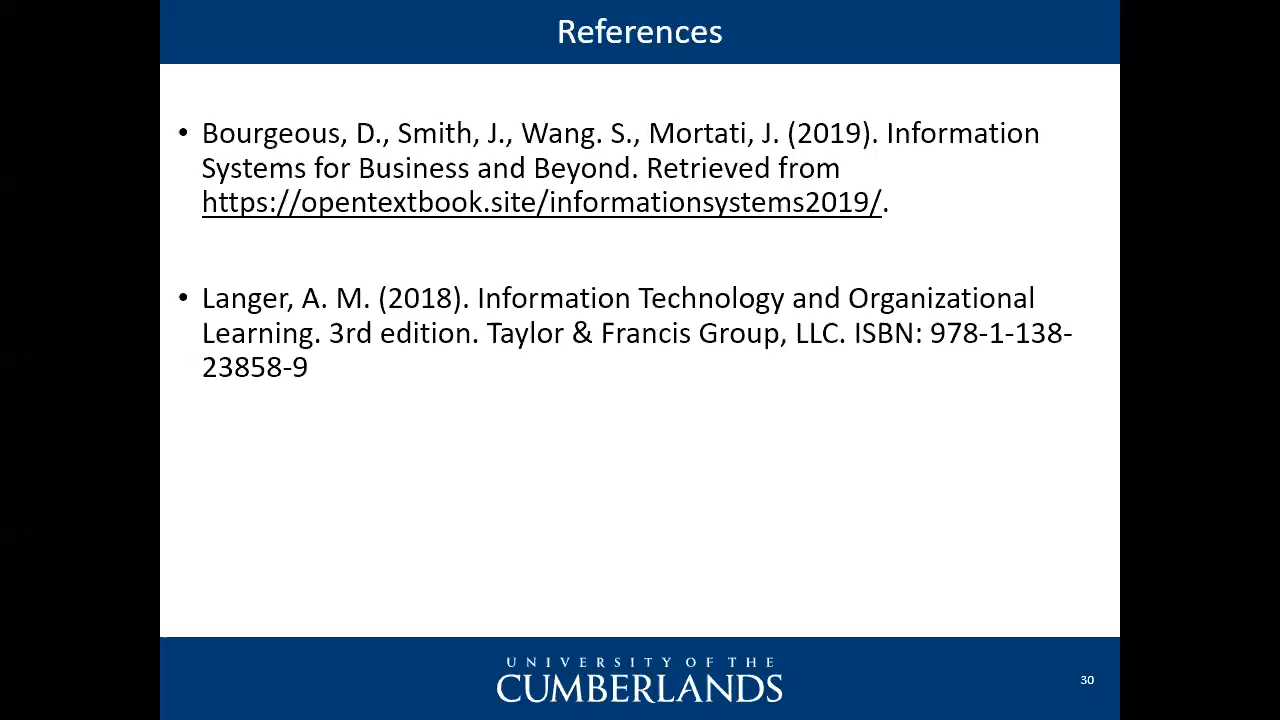 References
• Bourgeous, D., Smith, J., Wang. S., Mortati, J. (2019). Information
Systems for Business and Beyond. Retrieved from
https://opentextbook.site/informationsystems2019/.
• Langer, A. M. (2018). Information Technology and Organizational
Learning. 3rd edition. Taylor & Francis Group, LLC. ISBN: 978-1-138-
23858-9
UNIVERSITY OF THE
CUMBERLANDS
30